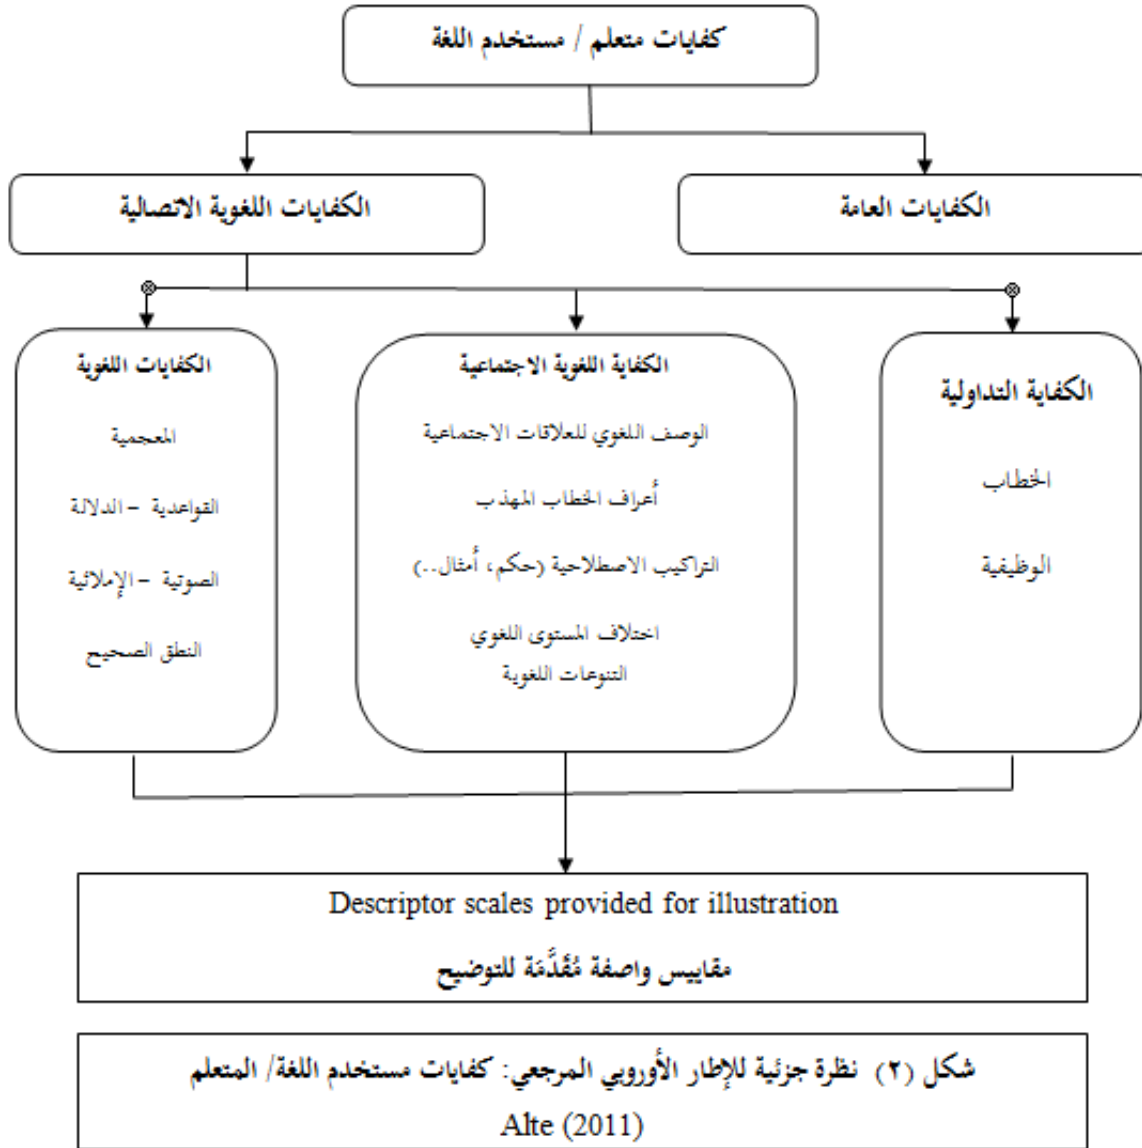 كفايات متعلم / مستخدم اللغة
الكفايات العامة
الكفايات اللغوية الاتصالية
الكفاية التداولية
الخطاب
الوظيفية
الكفاية اللغوية الاجتماعية
الوصف اللغوي للعلاقات الاجتماعية
أعراف الخطاب المهذب
التراكيب الاصطلاحية (حكم، أمثال..)
اختلاف المستوى اللغوي
التنوعات اللغوية
الكفايات اللغوية
المعجمية
القواعدية – الدلالة
الصوتية – الإملائية
النطق الصحيح
Descriptor scales provided for illustration
مقاييس واصفة مُقَدَّمَة للتوضيح
شكل (٢) نظرة جزئية للإطار الأوروبي المرجعي: كفايات مستخدم اللغة/ المتعلم
Alte (2011)